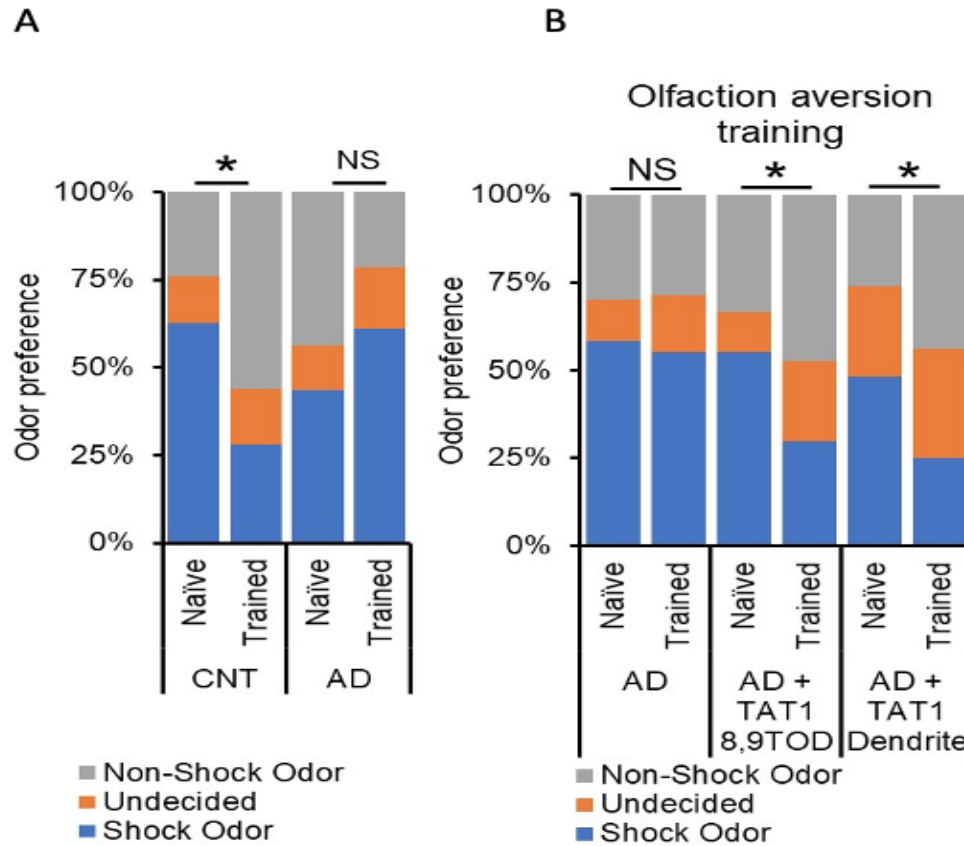 A
*
NS
100%
75%
50%
25%
0%
Odor preference
Naïve
Trained
Naïve
Trained
CNT
AD
Non-Shock Odor
Undecided
Shock Odor
B
Olfaction aversion
training
NS
*
*
100%
75%
50%
25%
0%
Odor preference
Naïve
Trained
Naïve
Trained
Naïve
Trained
AD
AD +
TAT1
8,9TOD
AD +
TAT1
Dendrite
Non-Shock Odor
Undecided
Shock Odor